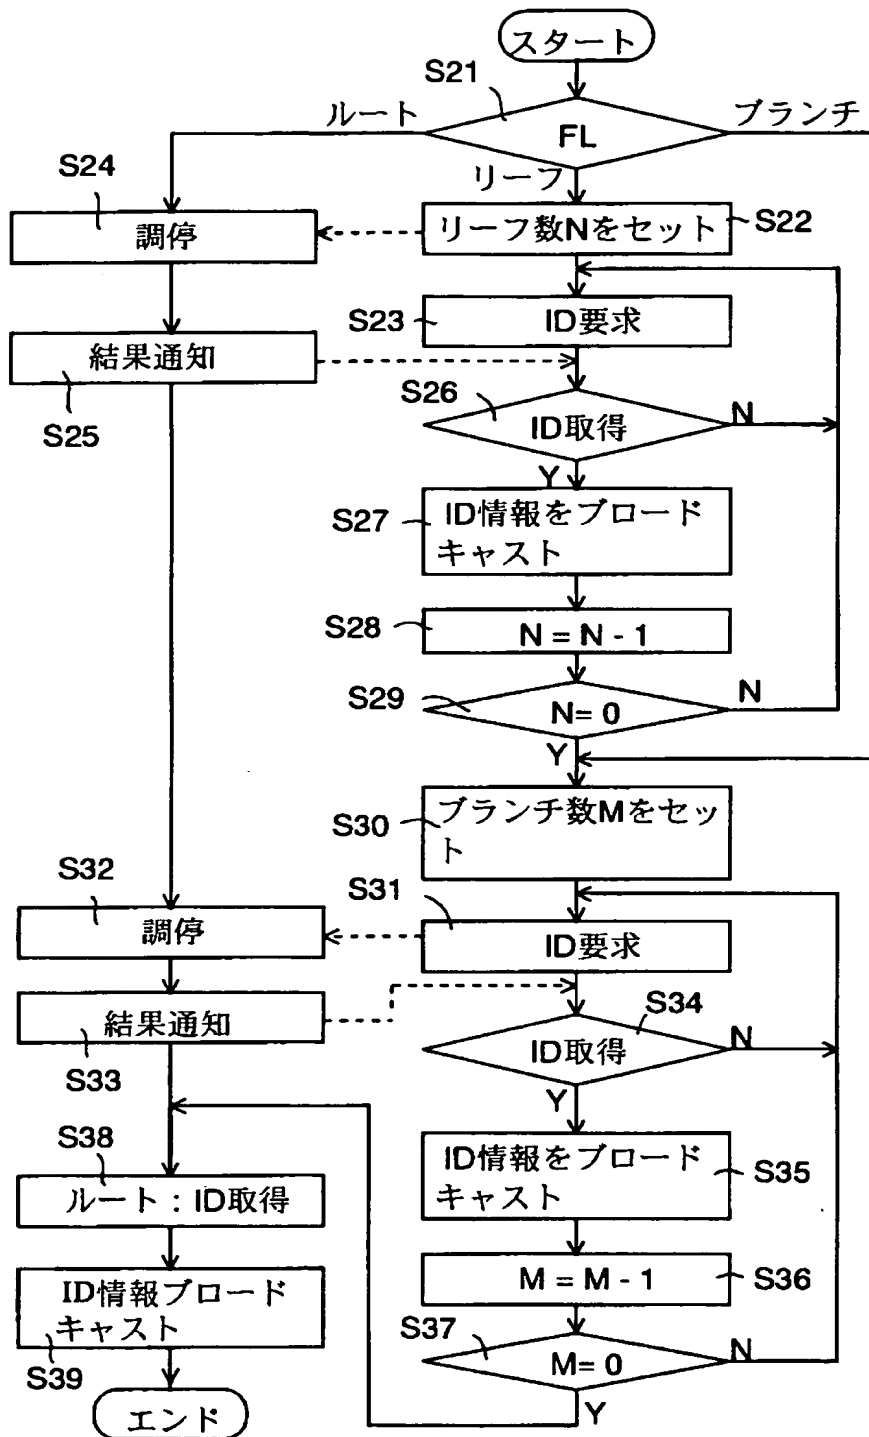 スタート
S21
ルート
FL
ブランチ
リーフ
S24
調停
リーフ数Nをセット
S22
S23
ID要求
結果通知
S25
S26
ID取得
N
Y
S27
ID情報をブロード
キャスト
S28
N = N - 1
S29
N= 0
N
Y
S30
ブランチ数Mをセッ
ト
S32
調停
S31
ID要求
結果通知
S33
S34
ID取得
N
Y
S38
ルート : ID取得
ID情報をブロード
キャスト
S35
ID情報ブロード
キャスト
S39
M = M - 1
S36
S37
M= 0
N
Y
エンド